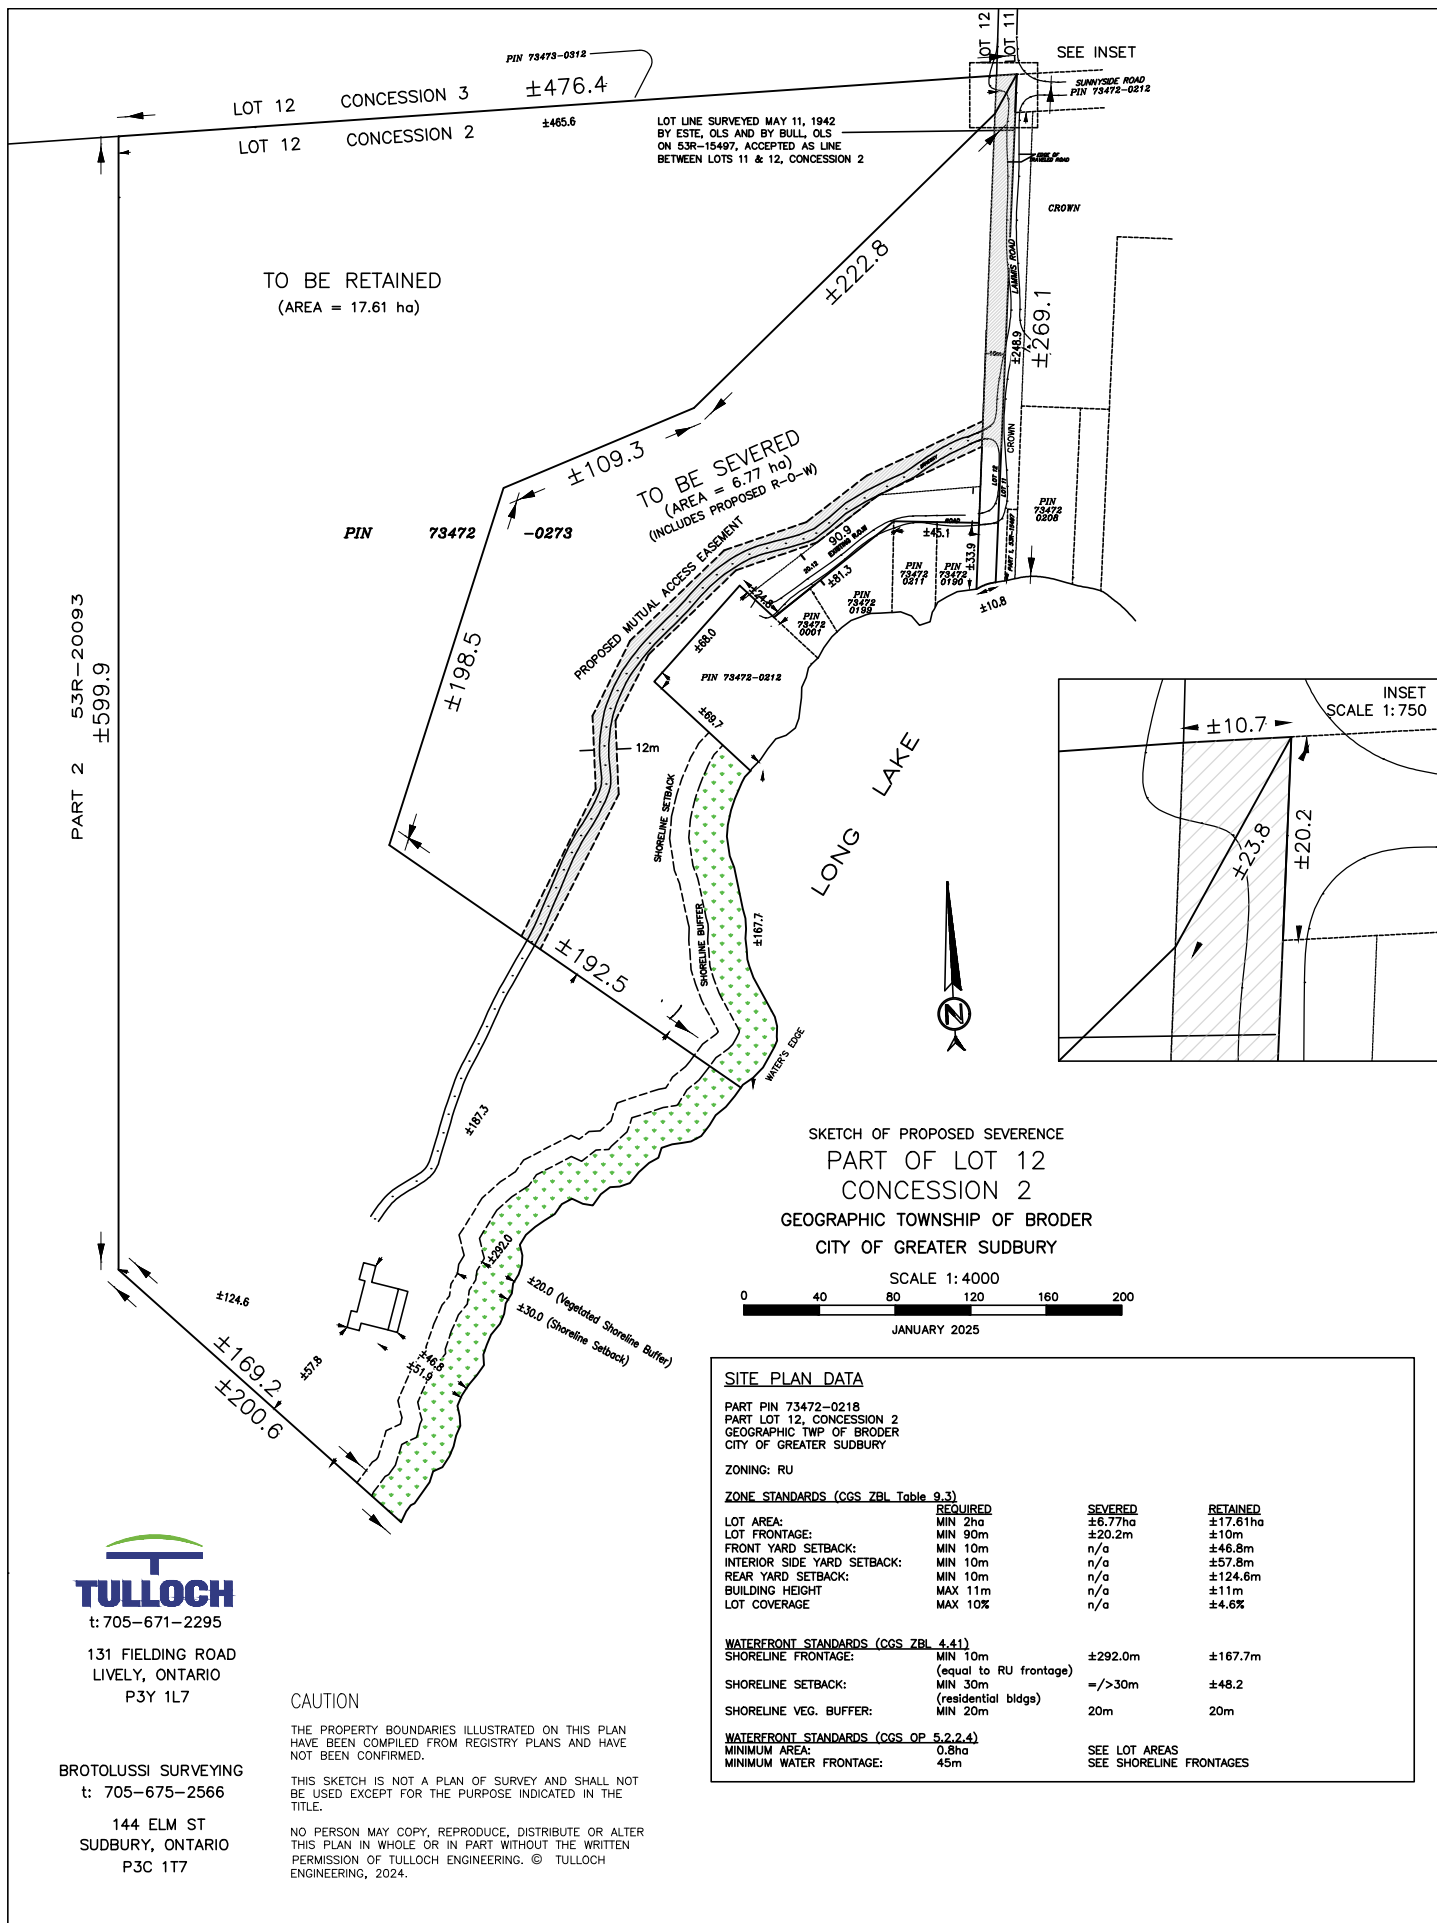 LOT 12
LOT 11
SEE INSET
PIN 73473-0312
±476.4
LOT 12 CONCESSION 3
LOT 12 CONCESSION 2
±465.6
SUNNYSIDE ROAD
PIN 73472-0212
LOT LINE SURVEYED MAY 11, 1942
BY ESTE, OLS AND BY BULL, OLS
ON 53R-15497, ACCEPTED AS LINE
BETWEEN LOTS 11 & 12, CONCESSION 2
EDGE OF
TRAVELED ROAD
CROWN
TO BE RETAINED
(AREA = 17.61 ha)
±222.8
LAMMIS ROAD
±248.9
±269.1
16m
±109.3
TO BE SEVERED
(AREA = 6.77 ha)
(INCLUDES PROPOSED R-O-W)
CROWN
LOT 12
LOT 11
PIN
73472
0208
PIN 73472 -0273
PROPOSED MUTUAL ACCESS EASEMENT
90.9
EXISTING R.O.W
20.12
ROAD
±45.1
±33.9
PART 1, 53R-15497
±81.3
±24.8
PIN
73472
0211
PIN
73472
0190
PIN
73472
0199
PIN
73472
0001
±10.8
PART 2 53R-20093
±599.9
±198.5
±68.0
PIN 73472-0212
±69.7
12m
SHORELINE SETBACK
SHORELINE BUFFER
LONG LAKE
INSET
SCALE 1:750
±10.7
±23.8
±20.2
±167.7
±192.5
N
WATER'S EDGE
±187.3
SKETCH OF PROPOSED SEVERENCE
PART OF LOT 12
CONCESSION 2
GEOGRAPHIC TOWNSHIP OF BRODER
CITY OF GREATER SUDBURY
SCALE 1:4000
0 40 80 120 160 200
JANUARY 2025
±292.0
±20.0 (Vegetated Shoreline Buffer)
±30.0 (Shoreline Setback)
±124.6
±57.8
±46.8
±51.9
±169.2
±200.6
SITE PLAN DATA
PART PIN 73472-0218
PART LOT 12, CONCESSION 2
GEOGRAPHIC TWP OF BRODER
CITY OF GREATER SUDBURY
ZONING: RU
ZONE STANDARDS (CGS ZBL Table 9.3)
REQUIRED SEVERED RETAINED
LOT AREA: MIN 2ha ±6.77ha ±17.61ha
LOT FRONTAGE: MIN 90m ±20.2m ±10m
FRONT YARD SETBACK: MIN 10m n/a ±46.8m
INTERIOR SIDE YARD SETBACK: MIN 10m n/a ±57.8m
REAR YARD SETBACK: MIN 10m n/a ±124.6m
BUILDING HEIGHT MAX 11m n/a ±11m
LOT COVERAGE MAX 10% n/a ±4.6%
WATERFRONT STANDARDS (CGS ZBL 4.41)
SHORELINE FRONTAGE: MIN 10m ±292.0m ±167.7m
(equal to RU frontage)
SHORELINE SETBACK: MIN 30m =/>30m ±48.2
(residential bldgs)
SHORELINE VEG. BUFFER: MIN 20m 20m 20m
WATERFRONT STANDARDS (CGS OP 5.2.2.4)
MINIMUM AREA: 0.8ha SEE LOT AREAS
MINIMUM WATER FRONTAGE: 45m SEE SHORELINE FRONTAGES
TULLOCH
t: 705-671-2295
131 FIELDING ROAD
LIVELY, ONTARIO
P3Y 1L7
BROTOLUSSI SURVEYING
t: 705-675-2566
144 ELM ST
SUDBURY, ONTARIO
P3C 1T7
CAUTION
THE PROPERTY BOUNDARIES ILLUSTRATED ON THIS PLAN
HAVE BEEN COMPILED FROM REGISTRY PLANS AND HAVE
NOT BEEN CONFIRMED.
THIS SKETCH IS NOT A PLAN OF SURVEY AND SHALL NOT
BE USED EXCEPT FOR THE PURPOSE INDICATED IN THE
TITLE.
NO PERSON MAY COPY, REPRODUCE, DISTRIBUTE OR ALTER
THIS PLAN IN WHOLE OR IN PART WITHOUT THE WRITTEN
PERMISSION OF TULLOCH ENGINEERING. © TULLOCH
ENGINEERING, 2024.